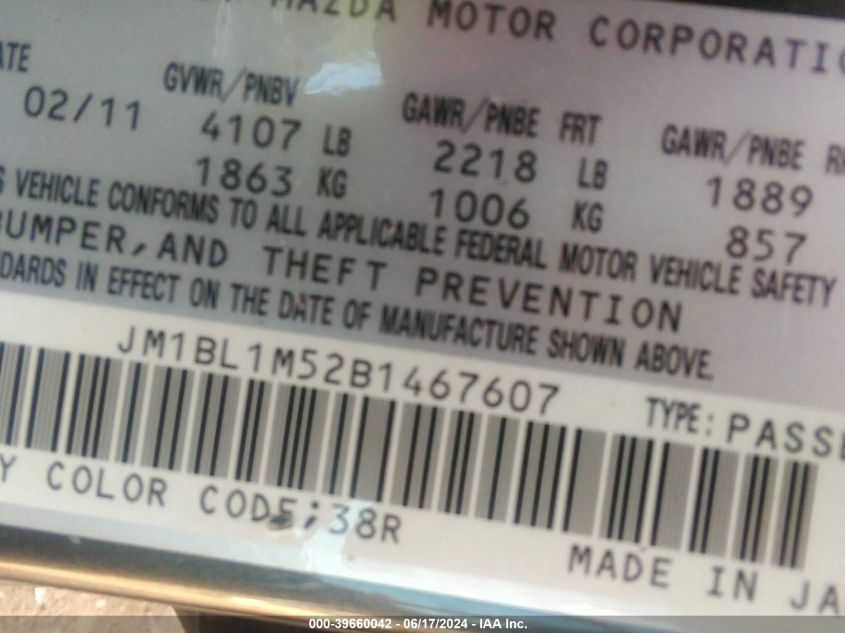 MAZDA MOTOR CORPORATIO
ATE GVWR/PNBV GAWR/PNBE FRT GAWR/PNBE R
02/11 4107 LB 2218 LB 1889
1863 KG 1006 KG 857
S VEHICLE CONFORMS TO ALL APPLICABLE FEDERAL MOTOR VEHICLE SAFETY
BUMPER, AND THEFT PREVENTION
DARDS IN EFFECT ON THE DATE OF MANUFACTURE SHOWN ABOVE.
JM1BL1M52B1467607 TYPE: PASSE
Y COLOR CODE;38R
MADE IN JA
000-39660042 - 06/17/2024 - IAA Inc.